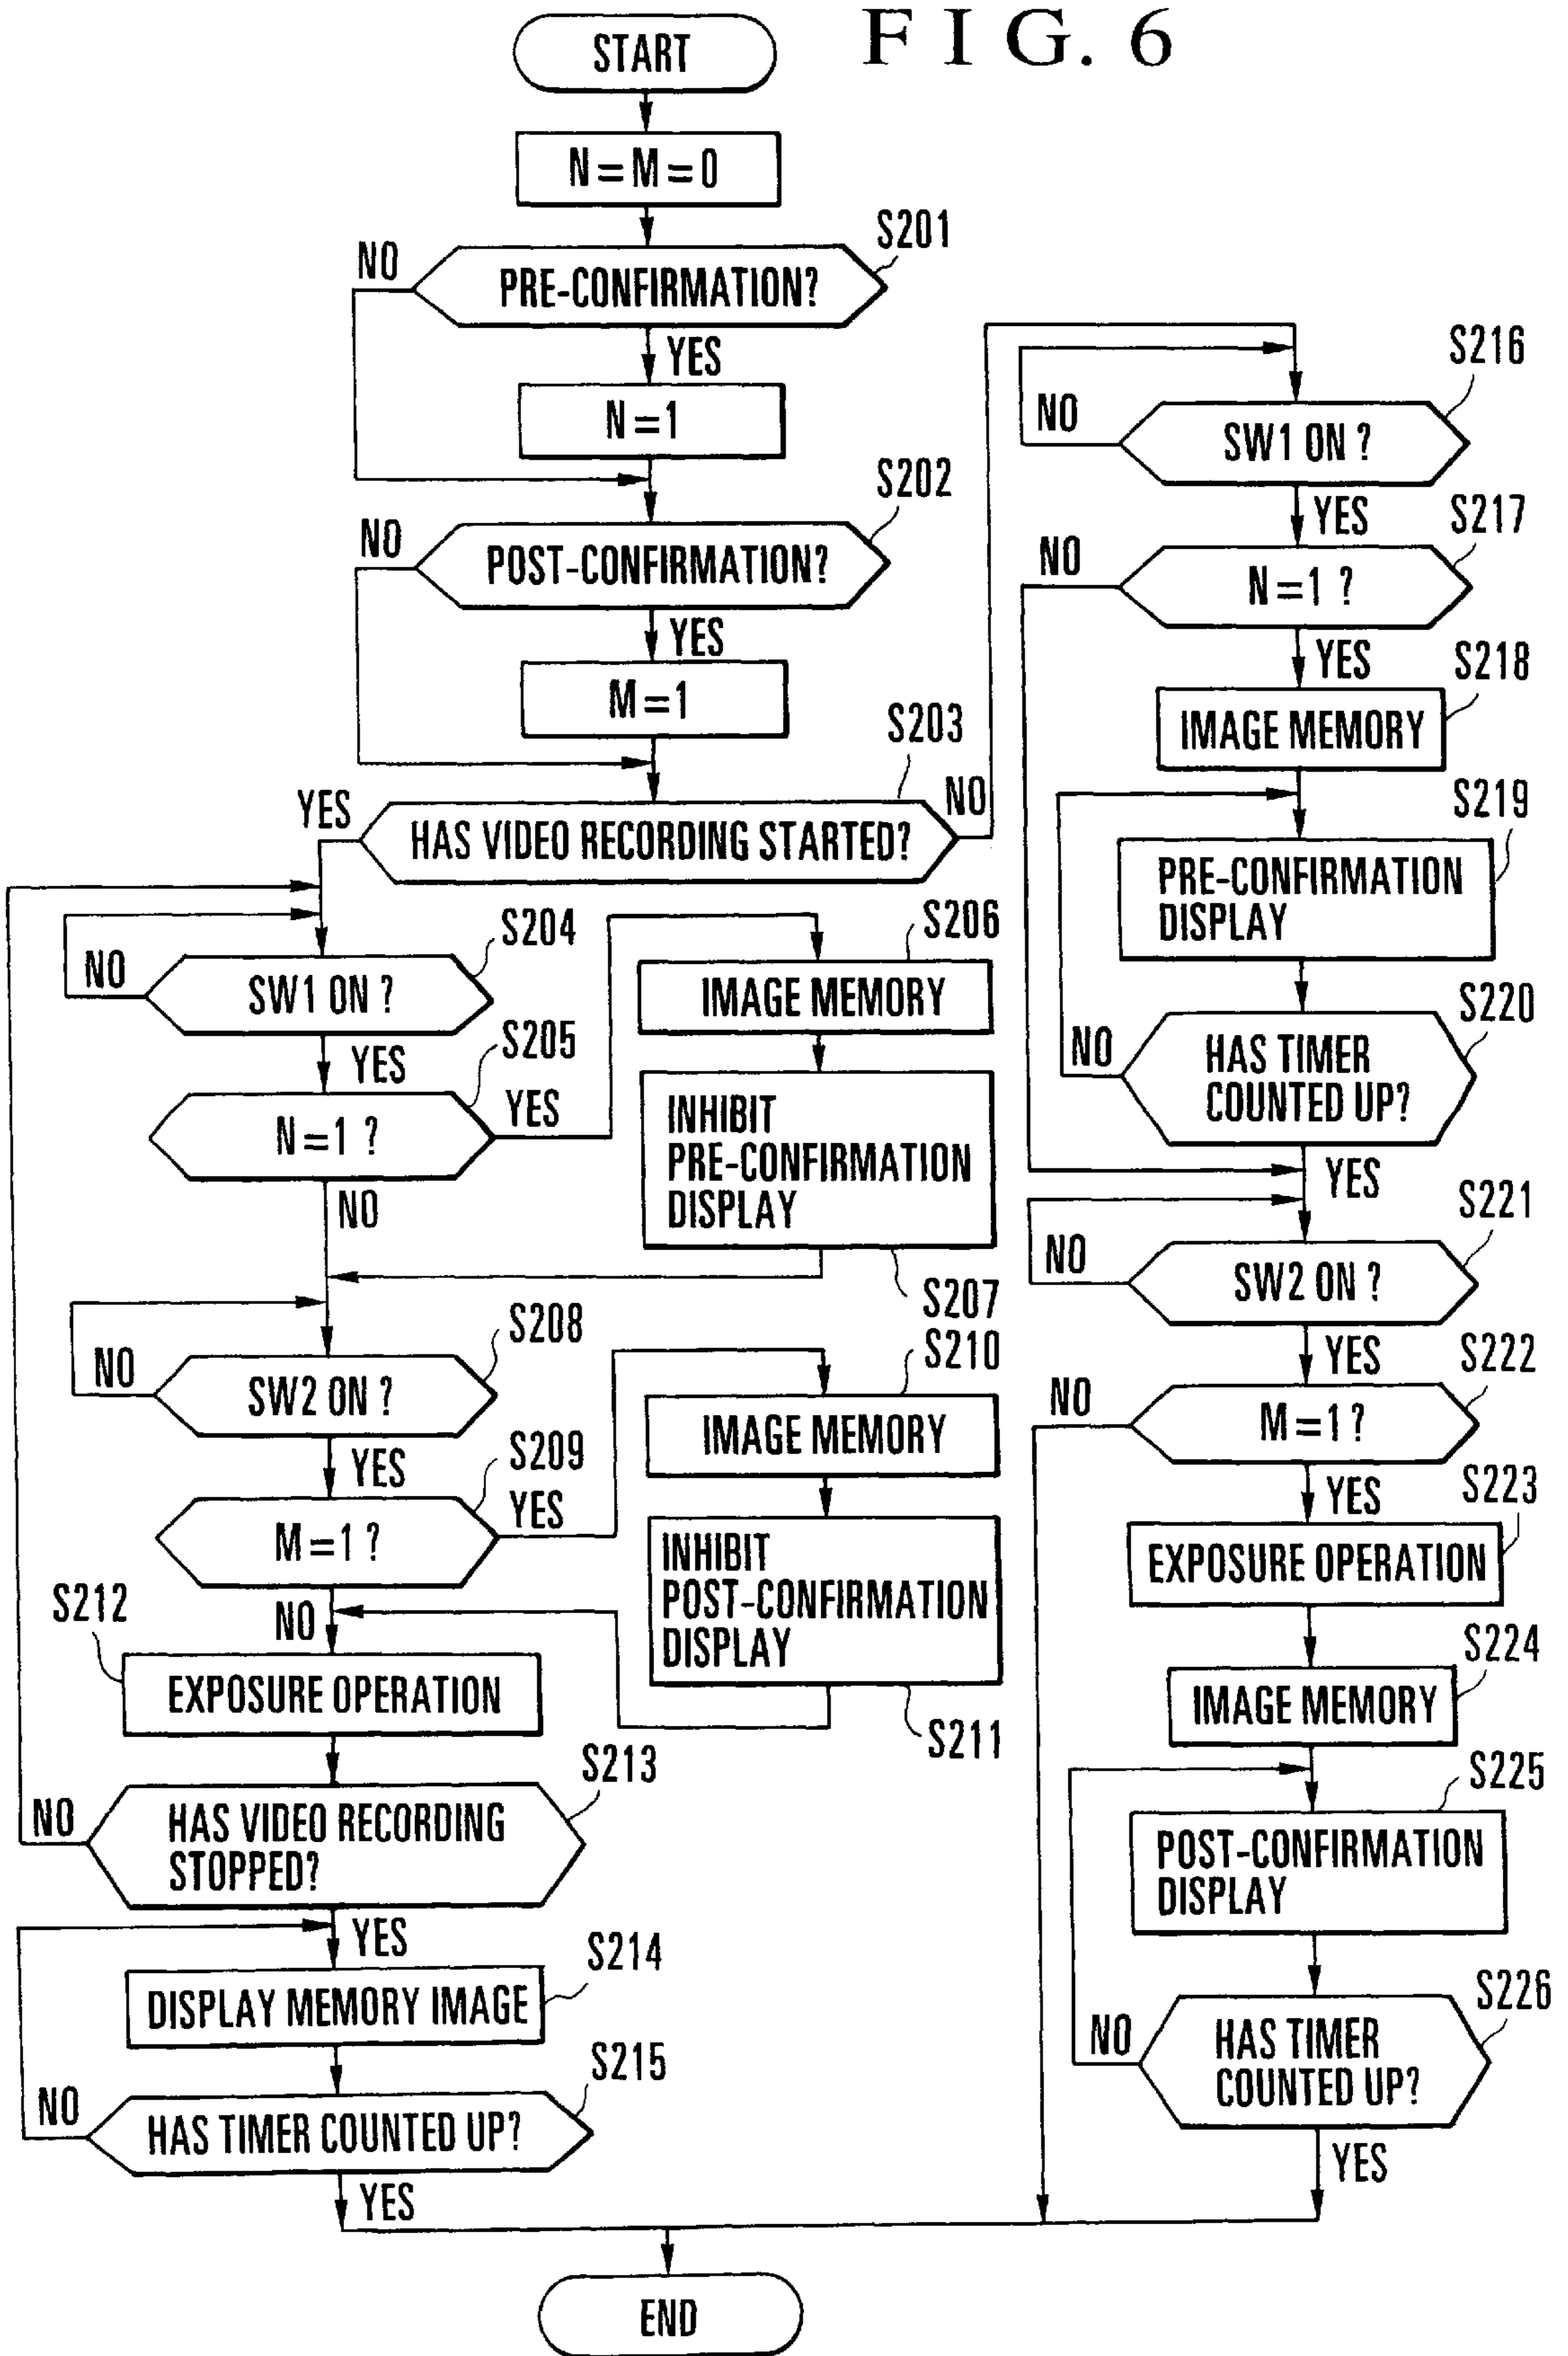 FIG. 6
START
N=M=0
S201
PRE-CONFIRMATION?
NO
YES
N=1
S202
POST-CONFIRMATION?
NO
YES
M=1
S203
HAS VIDEO RECORDING STARTED?
YES
NO
S204
SW1 ON ?
NO
YES
S205
N=1 ?
YES
NO
S206
IMAGE MEMORY
INHIBIT
PRE-CONFIRMATION
DISPLAY
S207
S208
SW2 ON ?
NO
YES
S209
M=1 ?
YES
NO
S210
IMAGE MEMORY
INHIBIT
POST-CONFIRMATION
DISPLAY
S211
S212
EXPOSURE OPERATION
S213
HAS VIDEO RECORDING
STOPPED?
NO
YES
S214
DISPLAY MEMORY IMAGE
S215
HAS TIMER COUNTED UP?
NO
YES
S216
SW1 ON ?
NO
YES
S217
N=1 ?
NO
YES
S218
IMAGE MEMORY
S219
PRE-CONFIRMATION
DISPLAY
S220
HAS TIMER
COUNTED UP?
NO
YES
S221
SW2 ON ?
NO
YES
S222
M=1 ?
NO
YES
S223
EXPOSURE OPERATION
S224
IMAGE MEMORY
S225
POST-CONFIRMATION
DISPLAY
S226
HAS TIMER
COUNTED UP?
NO
YES
END